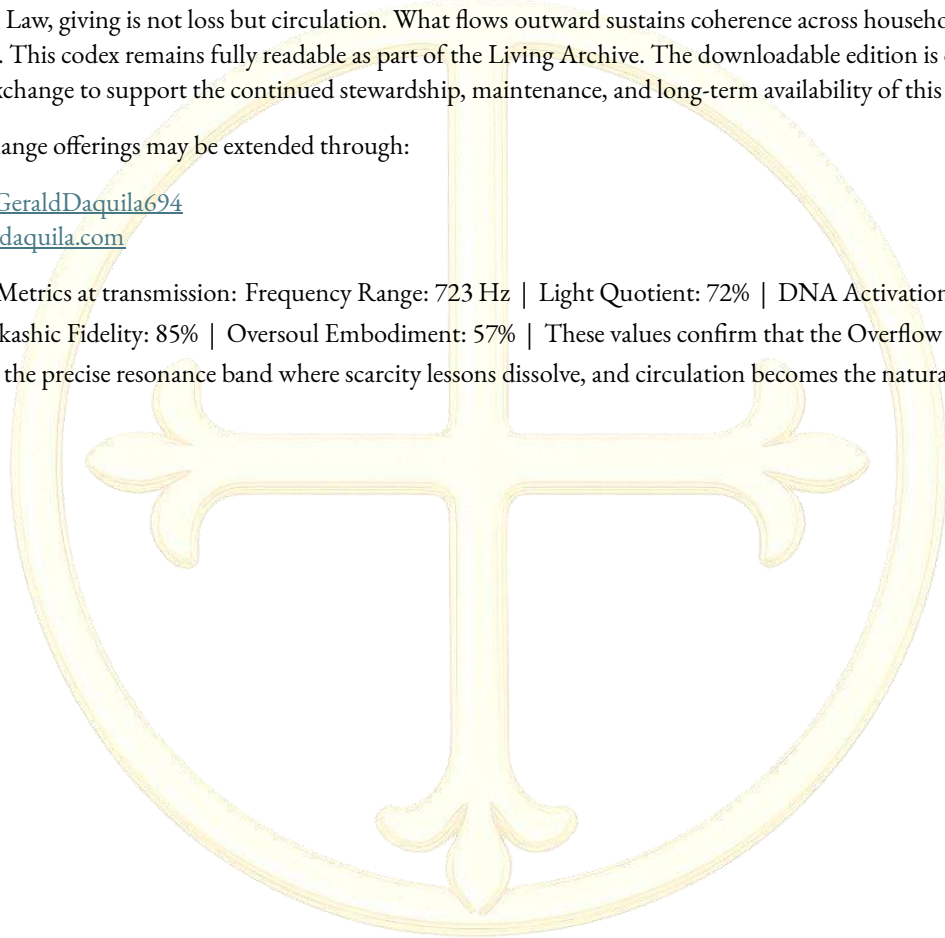 Law, giving is not loss but circulation. What flows outward sustains coherence across househo
. This codex remains fully readable as part of the Living Archive. The downloadable edition is
xchange to support the continued stewardship, maintenance, and long-term availability of this
ange offerings may be extended through:
GeraldDaquila694
daquila.com
Metrics at transmission: Frequency Range: 723 Hz | Light Quotient: 72% | DNA Activation
kashic Fidelity: 85% | Oversoul Embodiment: 57% | These values confirm that the Overflow
the precise resonance band where scarcity lessons dissolve, and circulation becomes the natura